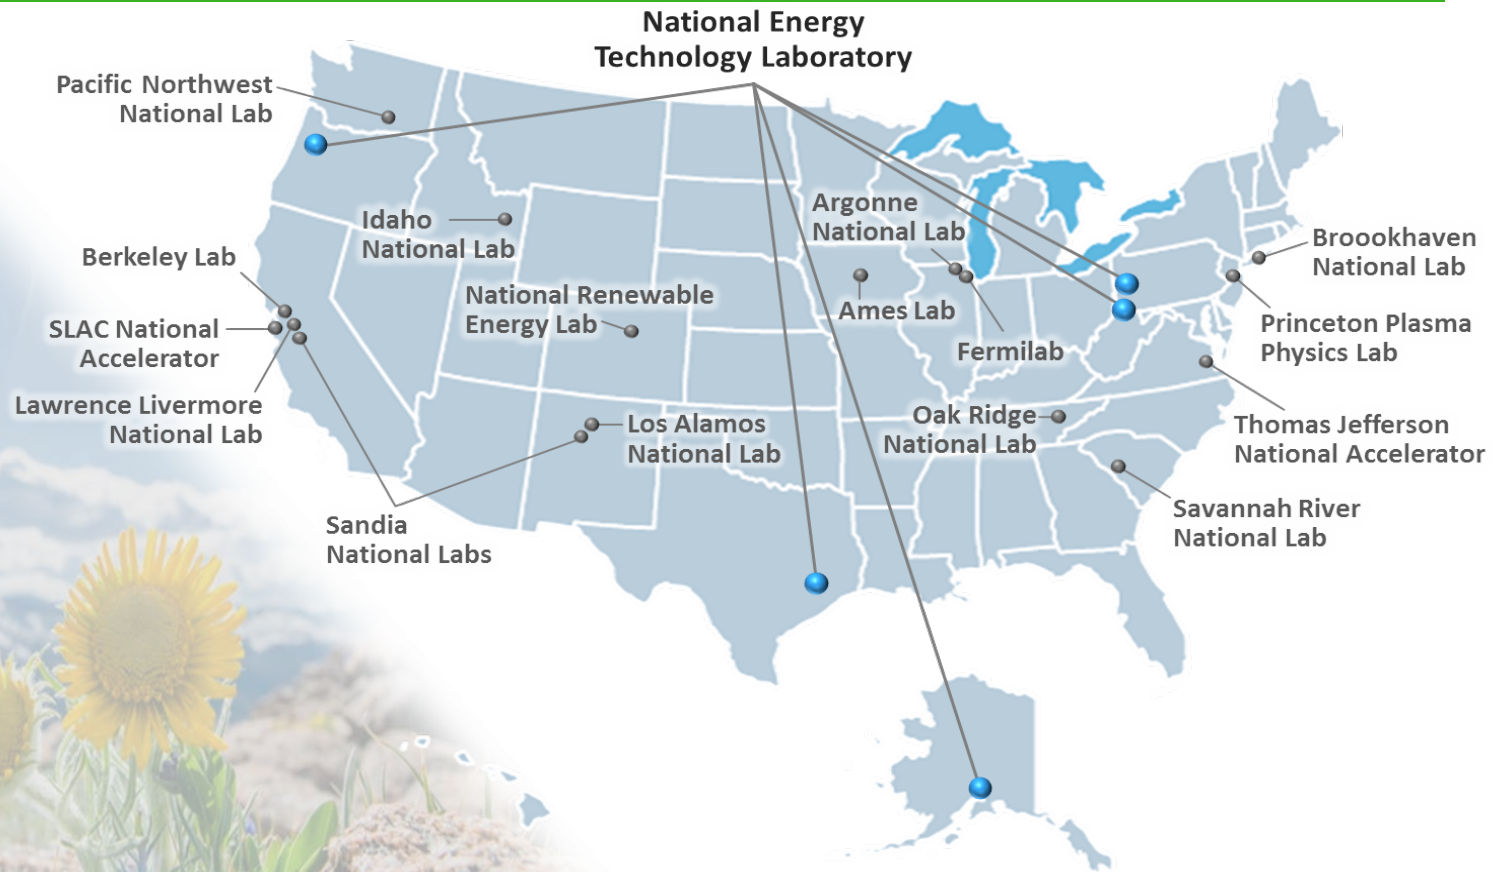 National Energy
Technology Laboratory
Pacific Northwest
National Lab
Idaho
National Lab
Argonne
National Lab
Broookhaven
National Lab
Berkeley Lab
National Renewable
Energy Lab
Ames Lab
SLAC National
Accelerator
Fermilab
Princeton Plasma
Physics Lab
Lawrence Livermore
National Lab
Los Alamos
National Lab
Oak Ridge
National Lab
Thomas Jefferson
National Accelerator
Sandia
National Labs
Savannah River
National Lab